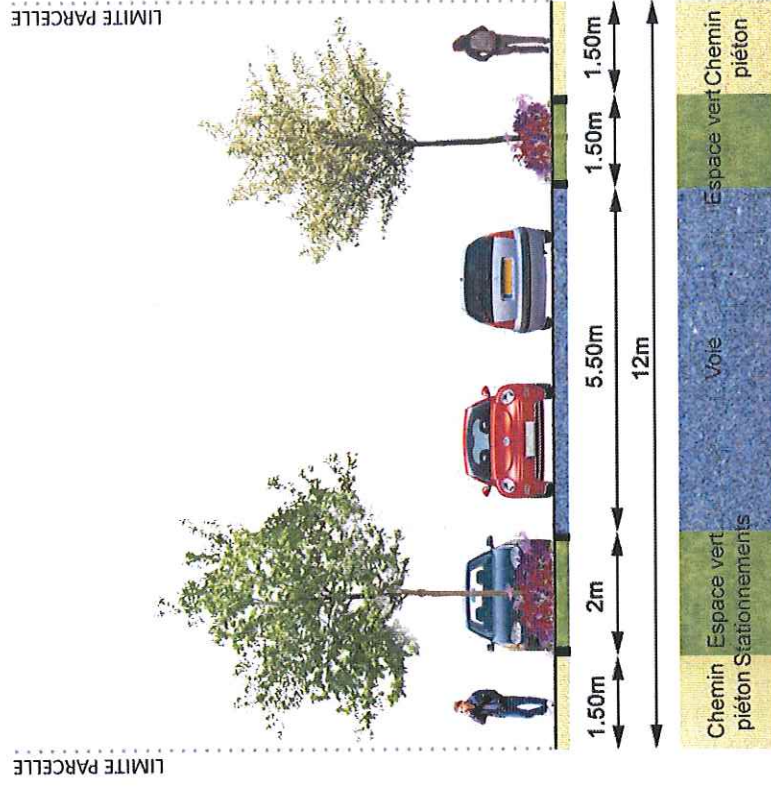 LIMITE PARCELLE
LIMITE PARCELLE
1.50m
2m
5.50m
1.50m
1.50m
12m
Chemin
piéton
Espace vert
Stationnements
Voie
Espace vert
Chemin
piéton